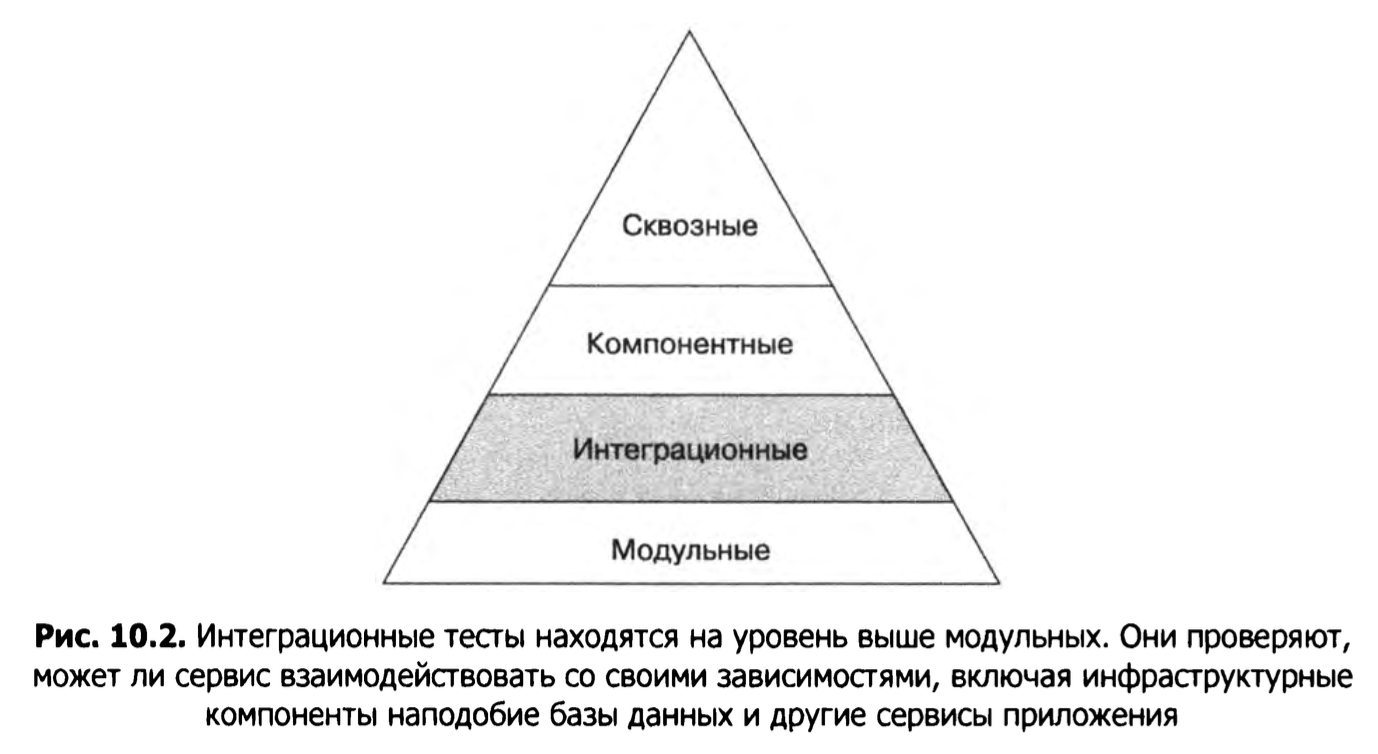 Сквозные
Компонентные
Интеграционные
Модульные
Рис. 10.2. Интеграционные тесты находятся на уровень выше модульных. Они проверяют,
может ли сервис взаимодействовать со своими зависимостями, включая инфраструктурные
компоненты наподобие базы данных и другие сервисы приложения